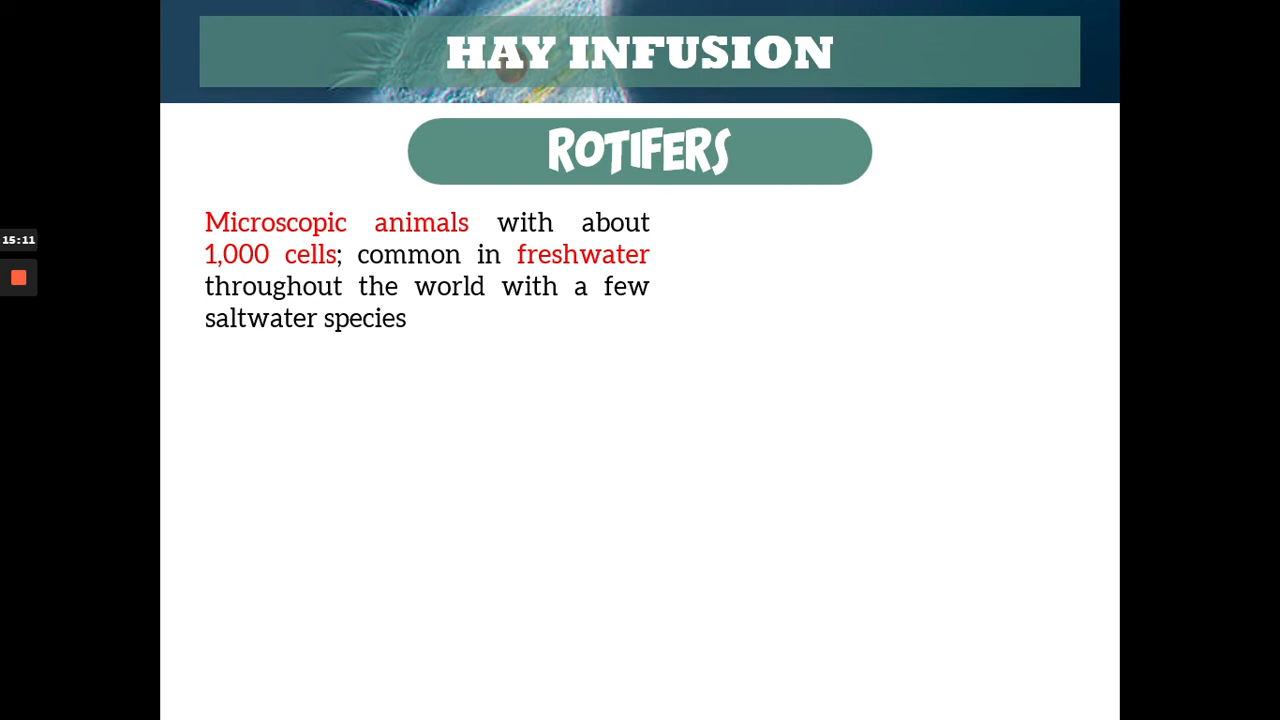 HAY INFUSION
ROTIFERS
Microscopic animals with about
1,000 cells; common in freshwater
throughout the world with a few
saltwater species
15:11